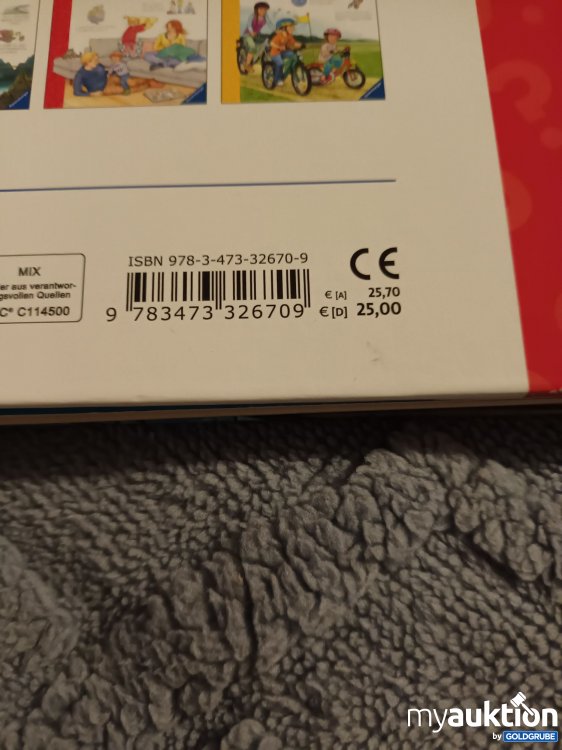 ISBN 978-3-473-32670-9
CE
MIX
er aus verantwor-
gsvollen Quellen
C® C114500
9 783473 326709
€ [A] 25,70
€ [D] 25,00
myauktion
by GOLDGRUBE